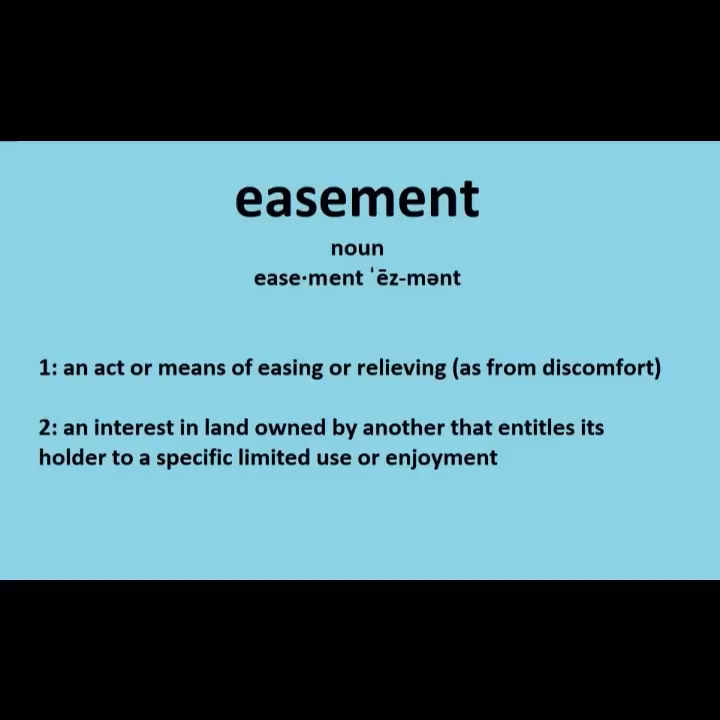 easement
noun
ease·ment ˈēz-mənt
1: an act or means of easing or relieving (as from discomfort)
2: an interest in land owned by another that entitles its
holder to a specific limited use or enjoyment